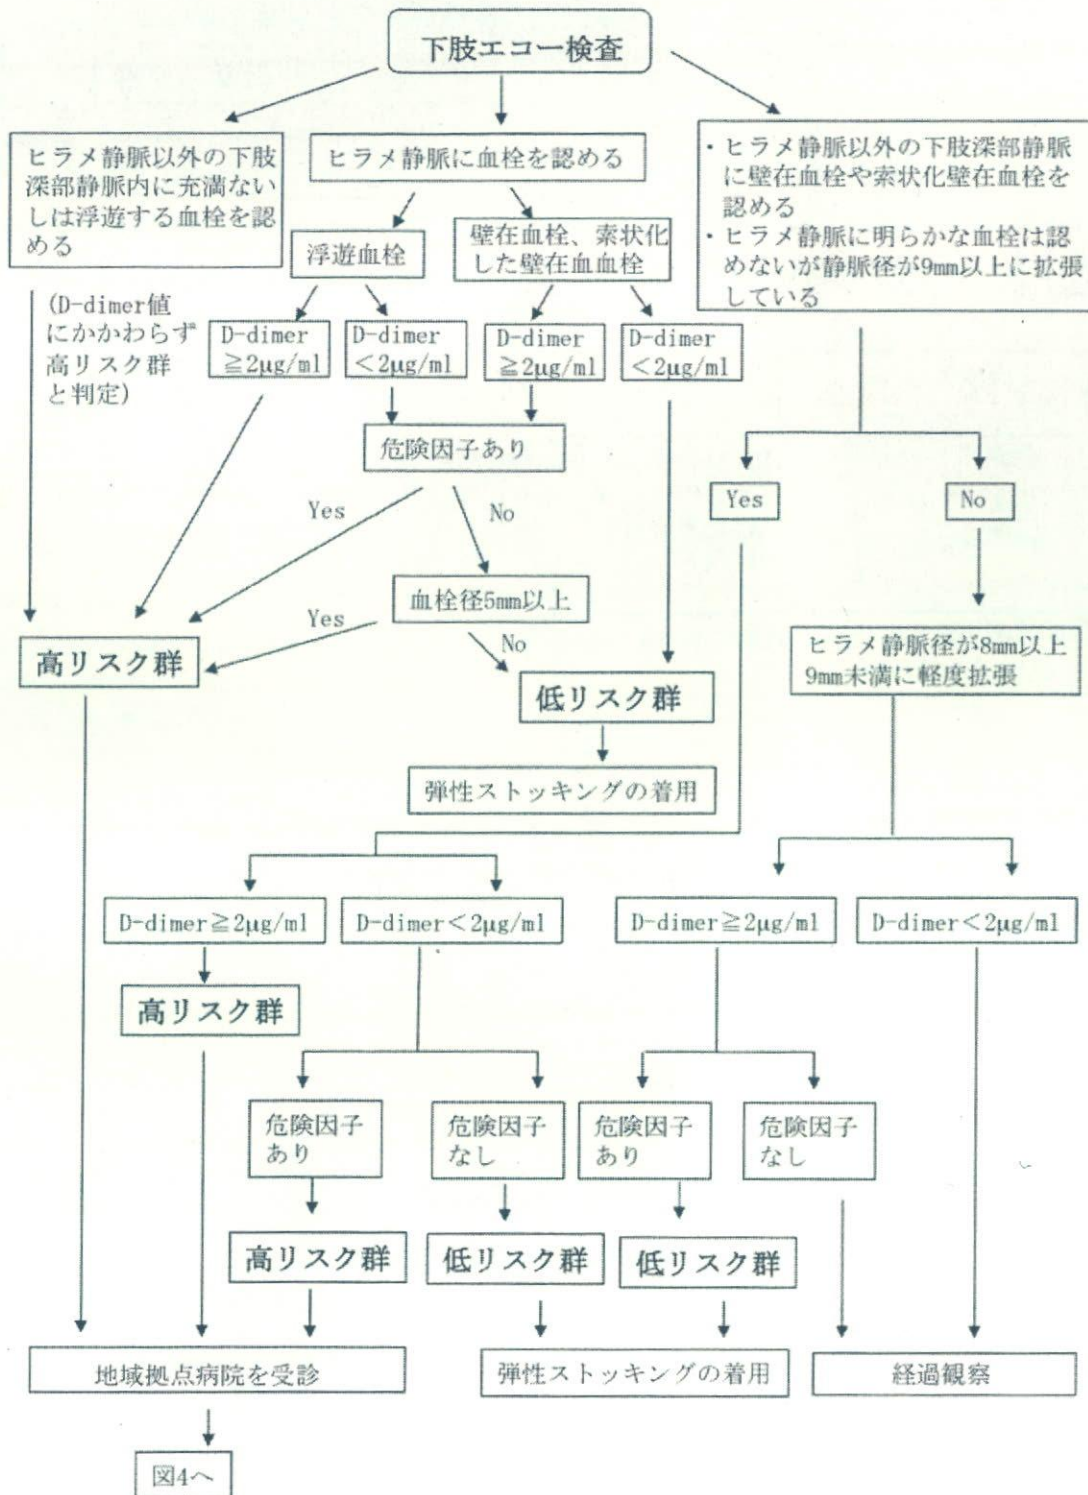 下肢エコー検査
ヒラメ静脈以外の下肢
深部静脈内に充満ない
しは浮遊する血栓を認
める
ヒラメ静脈に血栓を認める
・ヒラメ静脈以外の下肢深部静脈
に壁在血栓や索状化壁在血栓を
認める
・ヒラメ静脈に明らかな血栓は認
めないが静脈径が9mm以上に拡張
している
浮遊血栓
壁在血栓、索状化
した壁在血血栓
(D-dimer値
にかかわらず
高リスク群
と判定)
D-dimer
≧2μg/ml
D-dimer
<2μg/ml
D-dimer
≧2μg/ml
D-dimer
<2μg/ml
危険因子あり
Yes
No
Yes
No
血栓径5mm以上
Yes
No
高リスク群
低リスク群
ヒラメ静脈径が8mm以上
9mm未満に軽度拡張
弾性ストッキングの着用
D-dimer≧2μg/ml
D-dimer<2μg/ml
D-dimer≧2μg/ml
D-dimer<2μg/ml
高リスク群
危険因子
あり
危険因子
なし
危険因子
あり
危険因子
なし
高リスク群
低リスク群
低リスク群
地域拠点病院を受診
弾性ストッキングの着用
経過観察
図4へ